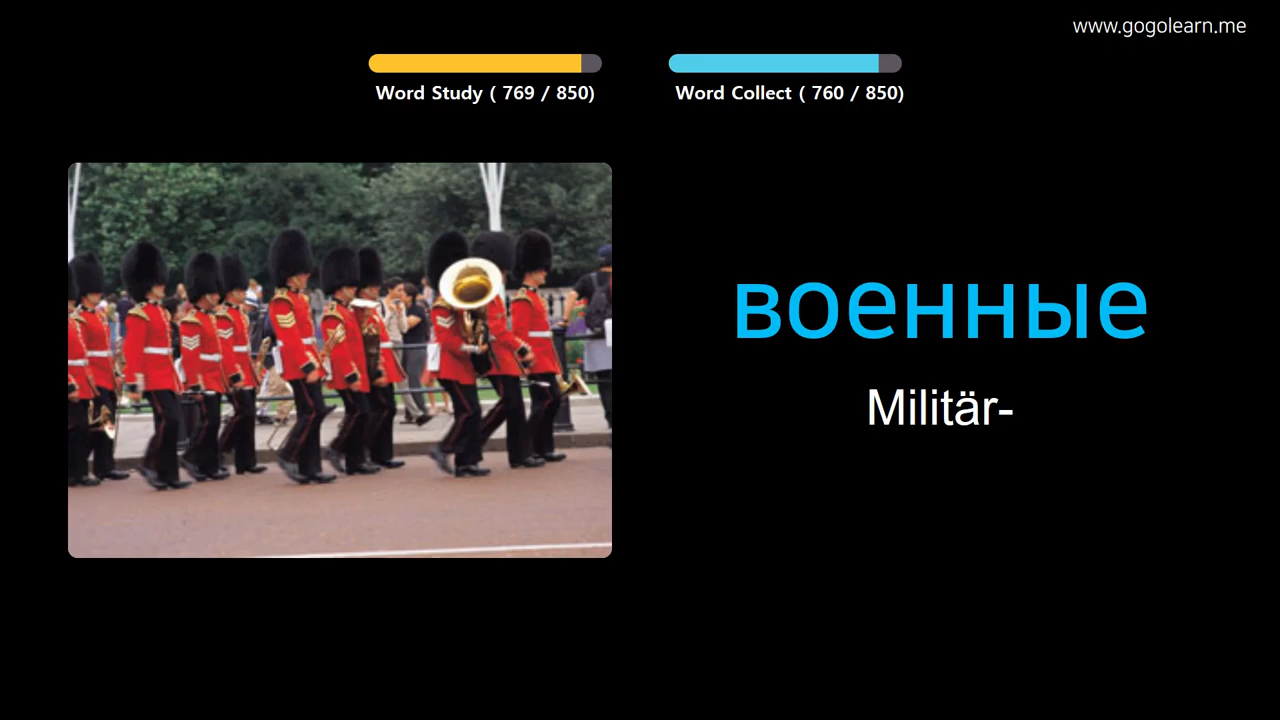 www.gogolearn.me
Word Study ( 769 / 850)
Word Collect ( 760 / 850)
военные
Militär-